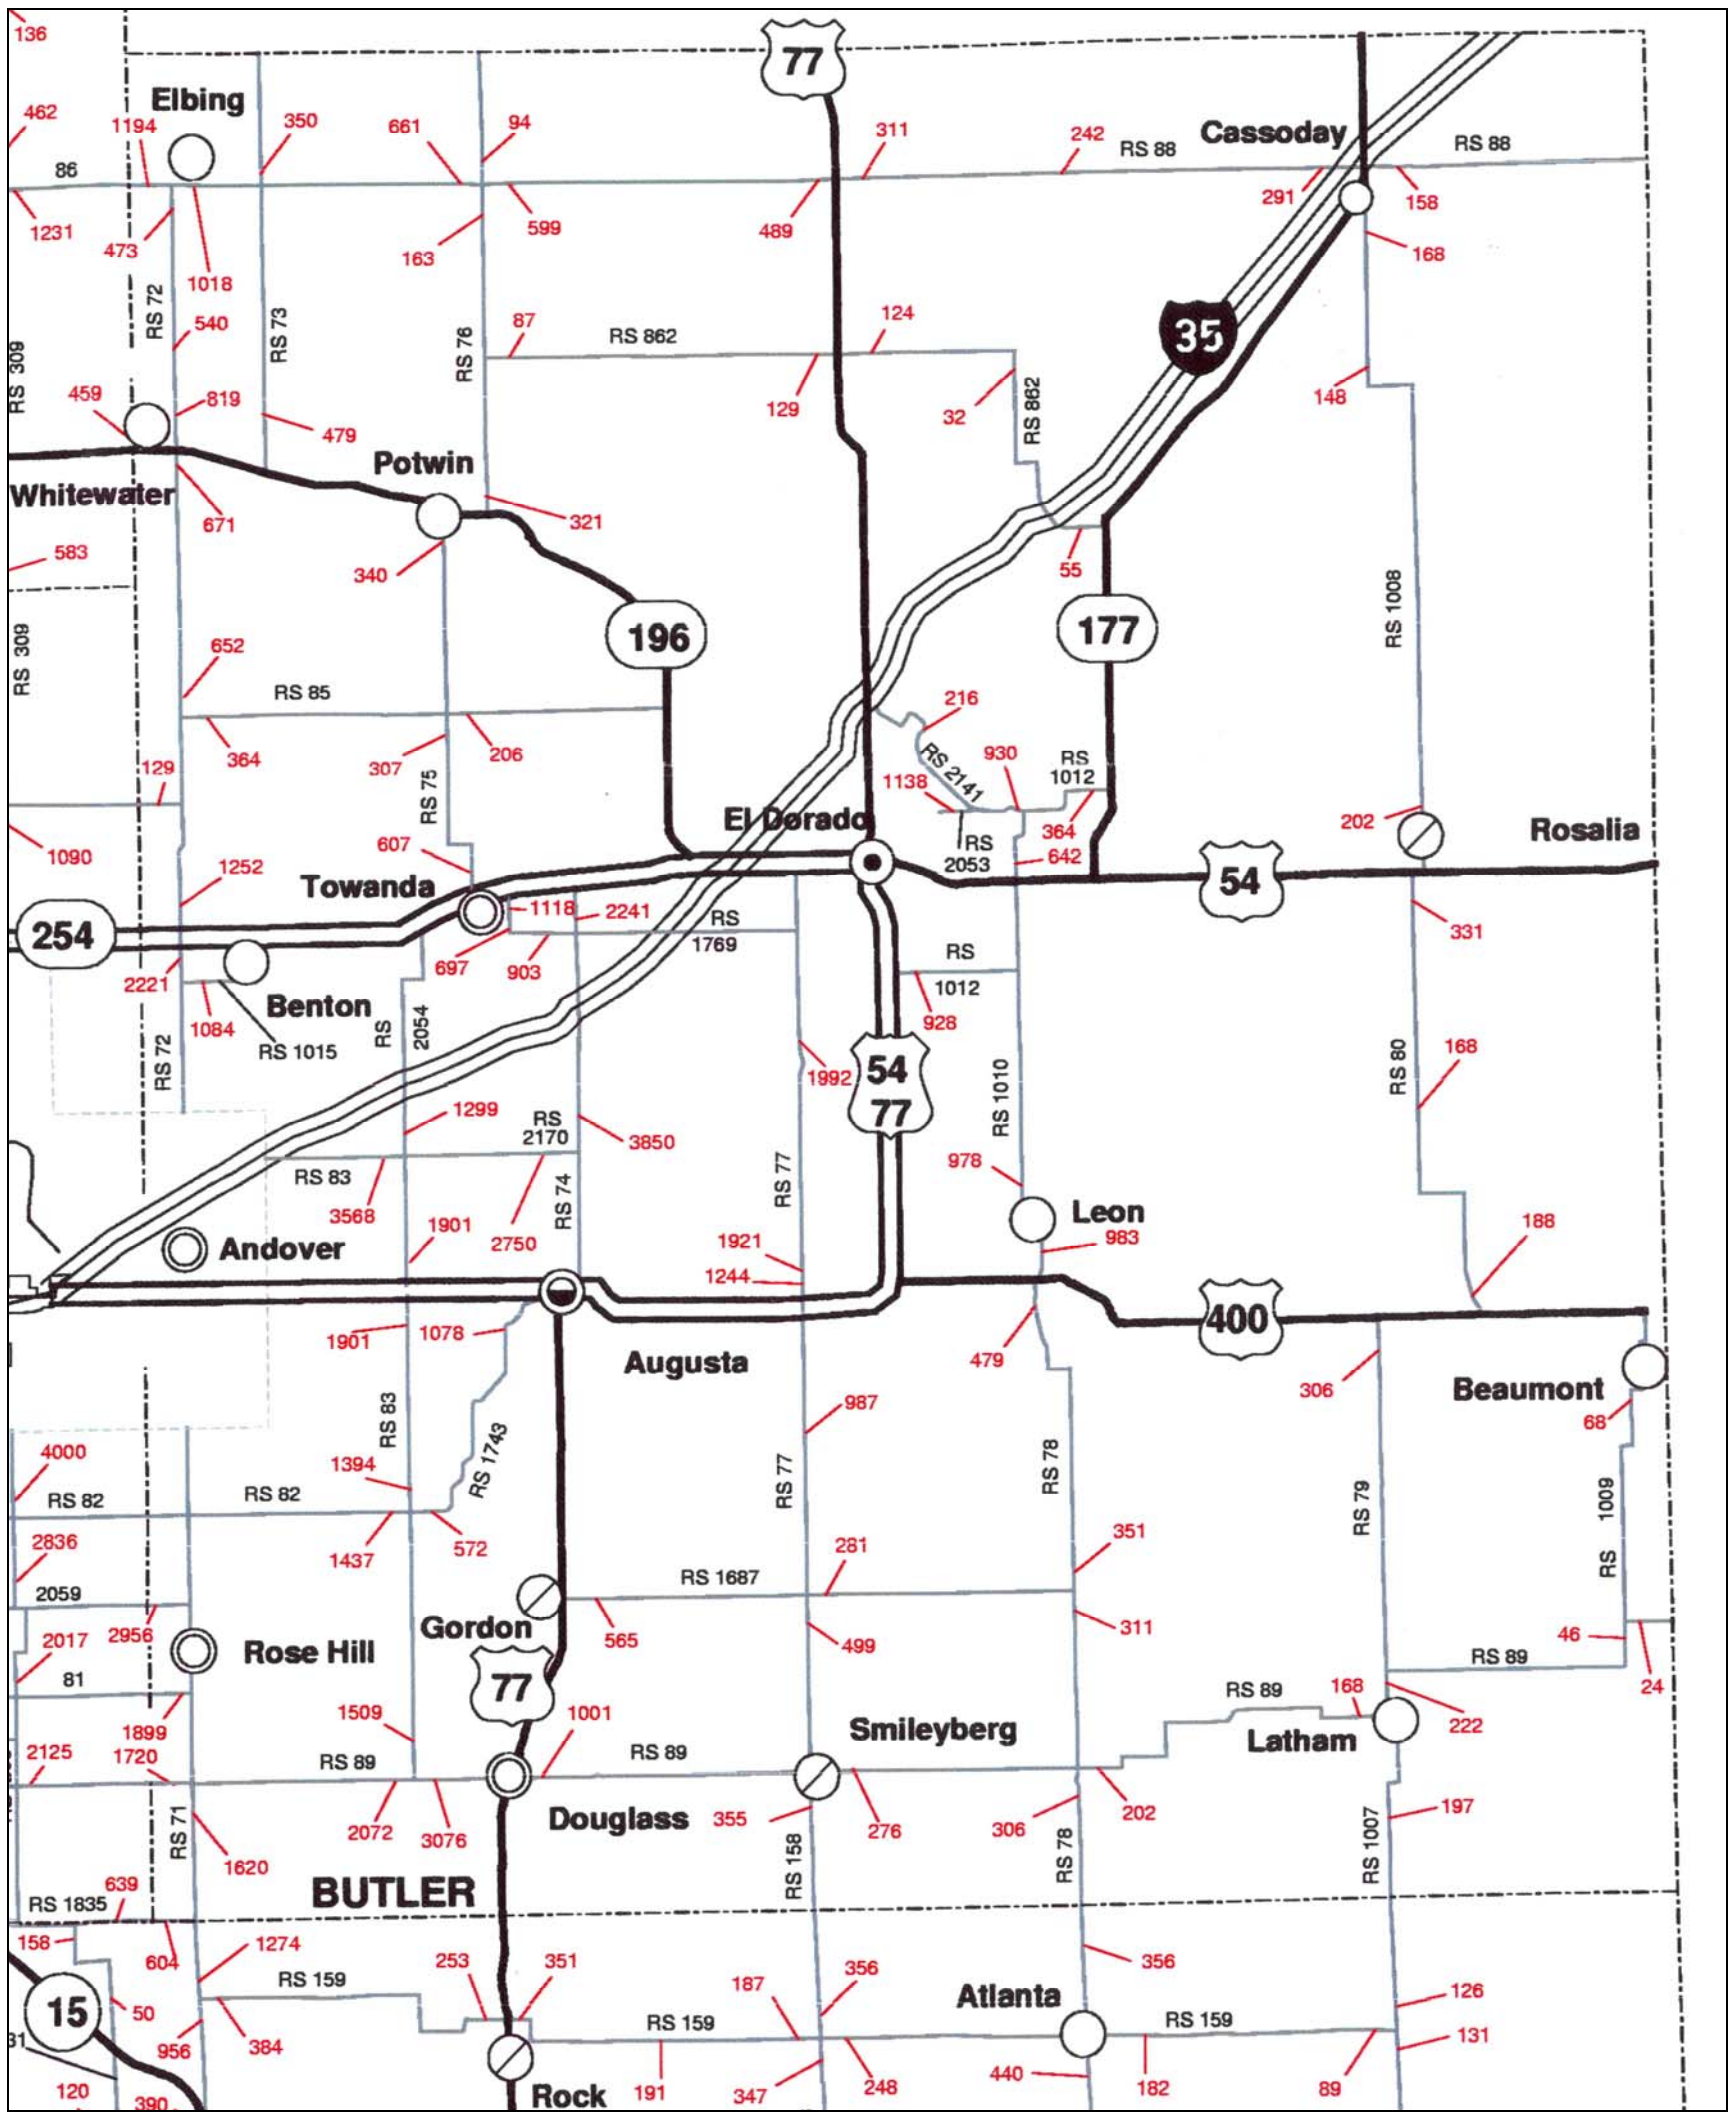 136
77
Elbing
462
1194
350
661
94
311
242
Cassoday
RS 88
RS 88
86
1231
473
1018
599
163
489
291
158
168
RS 72
540
RS 73
RS 76
87
RS 862
124
35
RS 309
459
819
479
129
32
RS 862
148
Potwin
Whitewater
671
321
583
340
55
RS 1008
196
177
RS 309
652
RS 85
364
307
206
216
RS 2141
930
RS
1012
129
RS 75
1138
El Dorado
364
202
Rosalia
1090
607
RS
2053
642
1252
Towanda
1118
2241
RS
1769
54
254
697
903
RS
1012
331
2221
Benton
928
1084
RS 1015
RS
2054
RS 72
1992
54
77
RS 1010
RS 80
168
1299
RS
2170
3850
RS 83
3568
2750
RS 74
RS 77
978
1901
Leon
983
188
Andover
1921
1244
400
1901
1078
479
Augusta
306
Beaumont
68
987
4000
RS 83
RS 1743
1394
RS 77
RS 78
RS 79
RS
1009
RS 82
RS 82
2836
1437
572
281
351
2059
RS 1687
2956
Gordon
565
499
311
2017
Rose Hill
46
24
81
77
RS 89
1509
1001
RS 89
168
222
1899
Smileyberg
Latham
2125
1720
RS 89
RS 89
RS 71
2072
3076
Douglass
355
276
306
202
197
1620
RS 158
RS 78
RS 1007
BUTLER
639
RS 1835
158
604
1274
253
351
356
356
187
RS 159
Atlanta
126
15
50
956
384
RS 159
RS 159
131
31
120
390
Rock
191
347
248
440
182
89